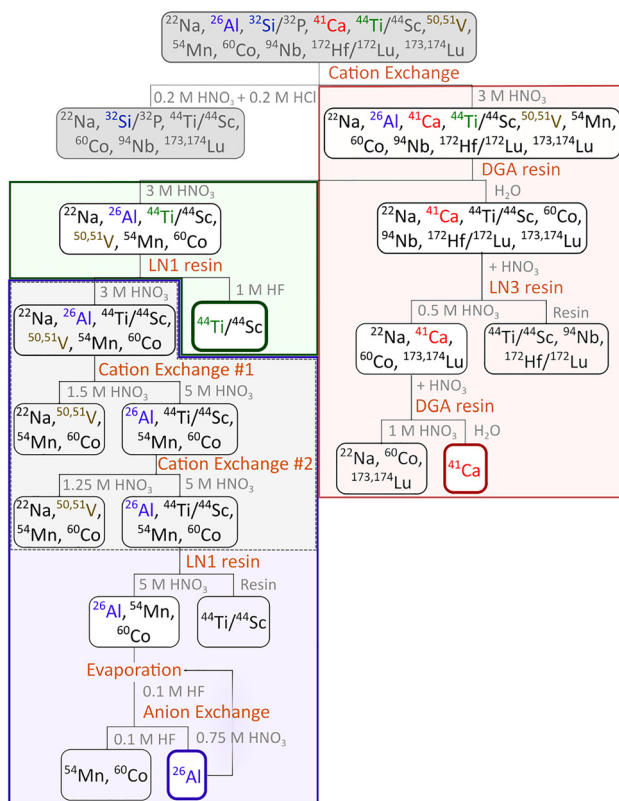 ²²Na, ²⁶Al, ³²Si/³²P, ⁴¹Ca, ⁴⁴Ti/⁴⁴Sc, ⁵⁰,⁵¹V,
⁵⁴Mn, ⁶⁰Co, ⁹⁴Nb, ¹⁷²Hf/¹⁷²Lu, ¹⁷³,¹⁷⁴Lu
Cation Exchange
0.2 M HNO₃ + 0.2 M HCl
3 M HNO₃
²²Na, ³²Si/³²P, ⁴⁴Ti/⁴⁴Sc,
⁶⁰Co, ⁹⁴Nb, ¹⁷³,¹⁷⁴Lu
²²Na, ²⁶Al, ⁴¹Ca, ⁴⁴Ti/⁴⁴Sc, ⁵⁰,⁵¹V, ⁵⁴Mn,
⁶⁰Co, ⁹⁴Nb, ¹⁷²Hf/¹⁷²Lu, ¹⁷³,¹⁷⁴Lu
DGA resin
3 M HNO₃
H₂O
²²Na, ²⁶Al, ⁴⁴Ti/⁴⁴Sc,
⁵⁰,⁵¹V, ⁵⁴Mn, ⁶⁰Co
²²Na, ⁴¹Ca, ⁴⁴Ti/⁴⁴Sc, ⁶⁰Co,
⁹⁴Nb, ¹⁷²Hf/¹⁷²Lu, ¹⁷³,¹⁷⁴Lu
LN1 resin
3 M HNO₃
1 M HF
²²Na, ²⁶Al, ⁴⁴Ti/⁴⁴Sc,
⁵⁰,⁵¹V, ⁵⁴Mn, ⁶⁰Co
⁴⁴Ti/⁴⁴Sc
+ HNO₃
LN3 resin
0.5 M HNO₃
Resin
²²Na, ⁴¹Ca,
⁶⁰Co, ¹⁷³,¹⁷⁴Lu
⁴⁴Ti/⁴⁴Sc, ⁹⁴Nb,
¹⁷²Hf/¹⁷²Lu
Cation Exchange #1
1.5 M HNO₃
5 M HNO₃
²²Na, ⁵⁰,⁵¹V,
⁵⁴Mn, ⁶⁰Co
²⁶Al, ⁴⁴Ti/⁴⁴Sc,
⁵⁴Mn, ⁶⁰Co
+ HNO₃
DGA resin
1 M HNO₃
H₂O
²²Na, ⁶⁰Co,
¹⁷³,¹⁷⁴Lu
⁴¹Ca
Cation Exchange #2
1.25 M HNO₃
5 M HNO₃
²²Na, ⁵⁰,⁵¹V,
⁵⁴Mn, ⁶⁰Co
²⁶Al, ⁴⁴Ti/⁴⁴Sc,
⁵⁴Mn, ⁶⁰Co
LN1 resin
5 M HNO₃
Resin
²⁶Al, ⁵⁴Mn,
⁶⁰Co
⁴⁴Ti/⁴⁴Sc
Evaporation
0.1 M HF
Anion Exchange
0.1 M HF
0.75 M HNO₃
⁵⁴Mn, ⁶⁰Co
²⁶Al